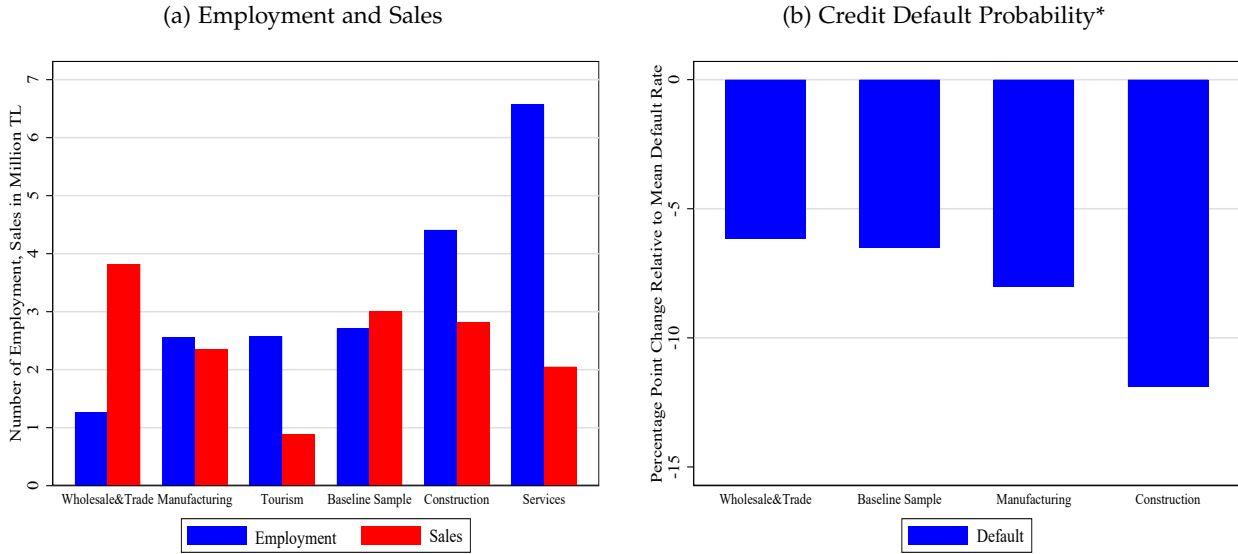 (a) Employment and Sales
Number of Employment, Sales in Million TL
7
6
5
4
3
2
1
0
Wholesale&Trade Manufacturing Tourism Baseline Sample Construction Services
Employment Sales
(b) Credit Default Probability*
Percentage Point Change Relative to Mean Default Rate
0
-5
-10
-15
Wholesale&Trade Baseline Sample Manufacturing Construction
Default